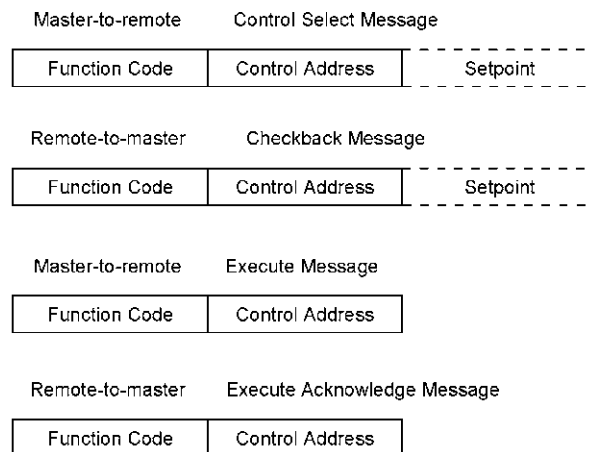 Master-to-remote Control Select Message
Function Code Control Address Setpoint
Remote-to-master Checkback Message
Function Code Control Address Setpoint
Master-to-remote Execute Message
Function Code Control Address
Remote-to-master Execute Acknowledge Message
Function Code Control Address